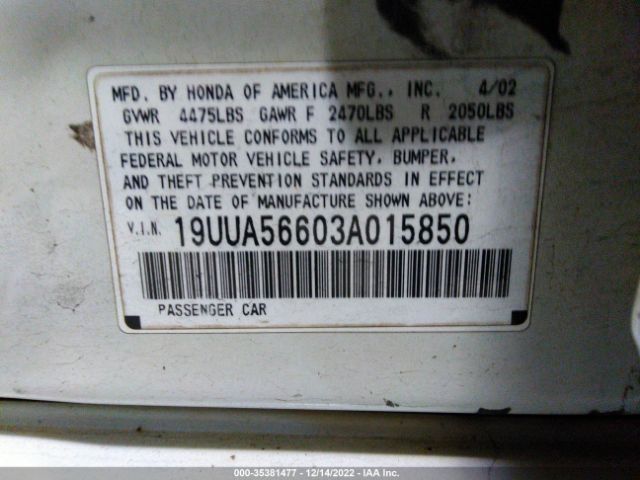 MFD. BY HONDA OF AMERICA MFG., INC. 4/02
GVWR 4475LBS GAWR F 2470LBS R 2050LBS
THIS VEHICLE CONFORMS TO ALL APPLICABLE
FEDERAL MOTOR VEHICLE SAFETY, BUMPER,
AND THEFT PREVENTION STANDARDS IN EFFECT
ON THE DATE OF MANUFACTURE SHOWN ABOVE:
V.I.N. 19UUA56603A015850
PASSENGER CAR
000-35381477 - 12/14/2022 - IAA Inc.